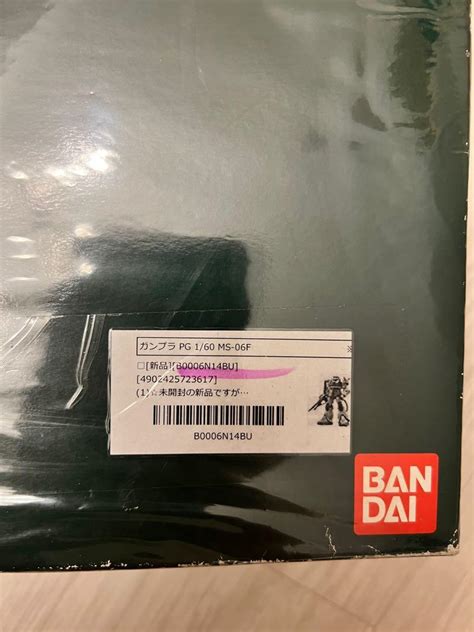 ガンプラ PG 1/60 MS-06F
※
□[新品][B0006N14BU]
[4902425723617]
(1)☆未開封の新品ですが…
B0006N14BU
BAN
DAI